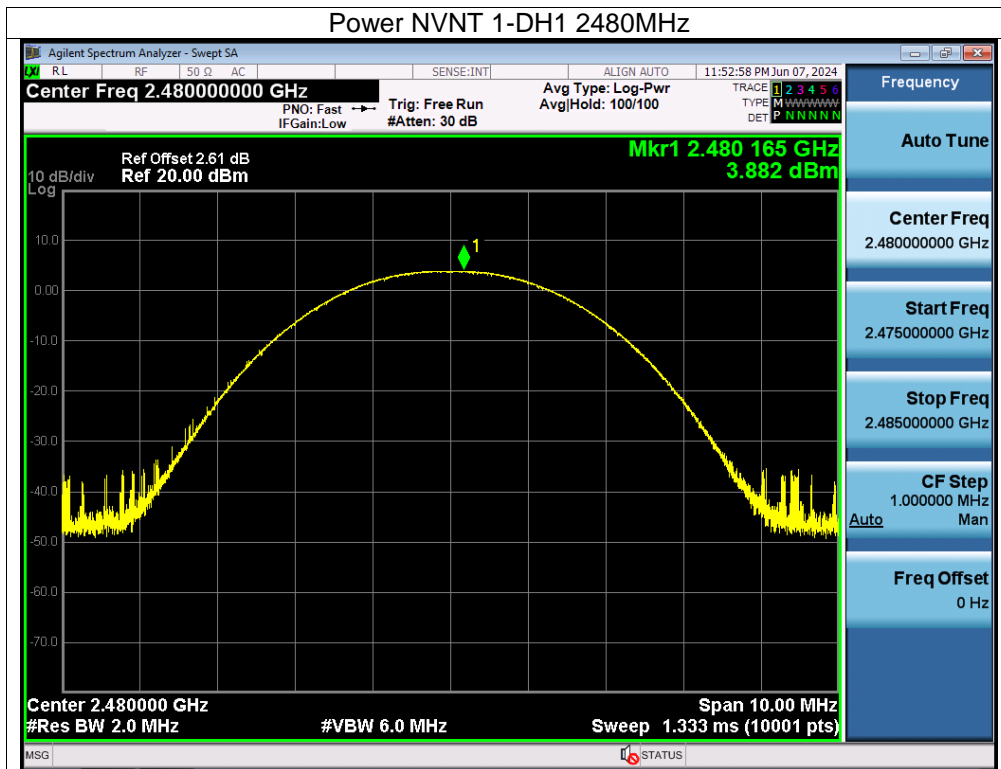 Power NVNT 1-DH1 2480MHz
Agilent Spectrum Analyzer - Swept SA
LXI RL RF 50 Ω AC SENSE:INT ALIGN AUTO 11:52:58 PM Jun 07, 2024
Center Freq 2.480000000 GHz
PNO: Fast
IFGain:Low
Trig: Free Run
#Atten: 30 dB
Avg Type: Log-Pwr
Avg|Hold: 100/100
TRACE 1 2 3 4 5 6
TYPE M WWWWW
DET P N N N N N
Frequency
Auto Tune
Center Freq
2.480000000 GHz
Start Freq
2.475000000 GHz
Stop Freq
2.485000000 GHz
CF Step
1.000000 MHz
Auto Man
Freq Offset
0 Hz
Mkr1 2.480 165 GHz
3.882 dBm
Ref Offset 2.61 dB
10 dB/div Ref 20.00 dBm
Log
1
10.0
0.00
-10.0
-20.0
-30.0
-40.0
-50.0
-60.0
-70.0
Center 2.480000 GHz Span 10.00 MHz
#Res BW 2.0 MHz #VBW 6.0 MHz Sweep 1.333 ms (10001 pts)
MSG STATUS